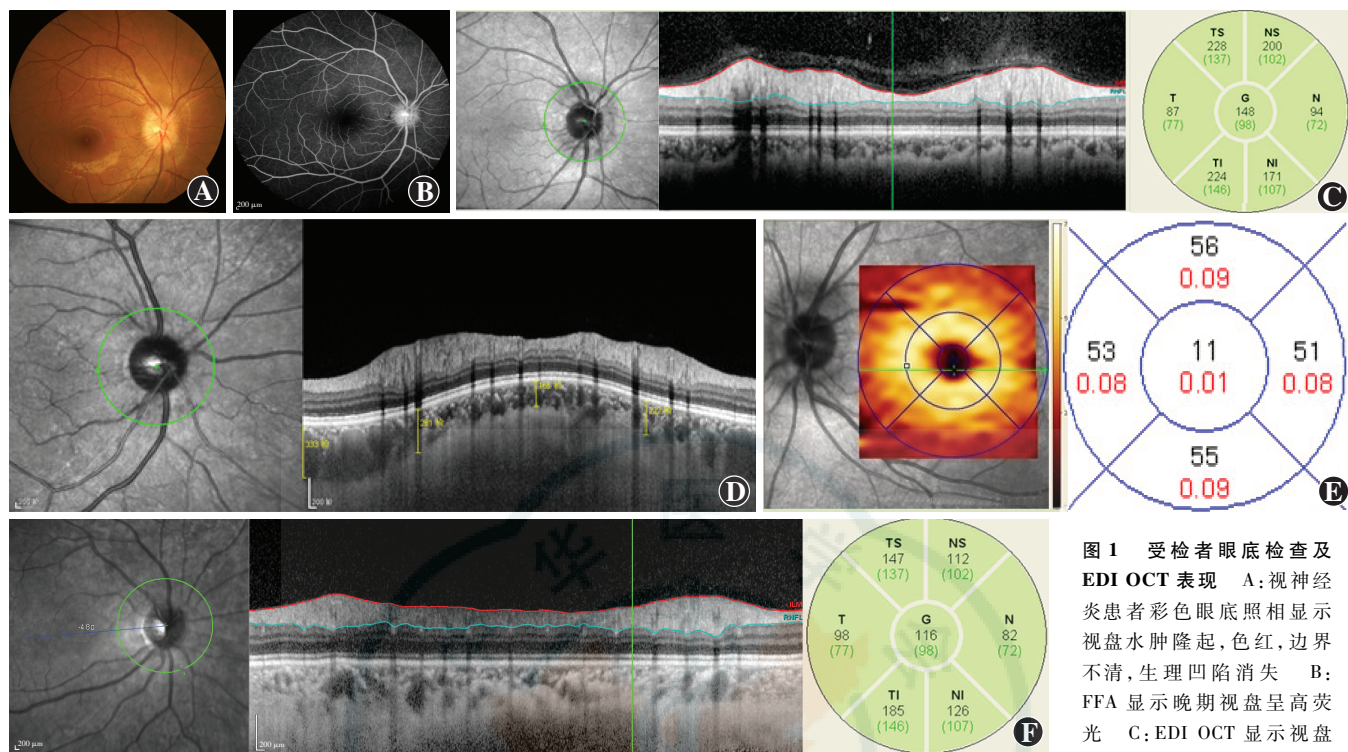 A
200 μm
B
TS
228
(137)
NS
200
(102)
T
87
(77)
G
148
(98)
N
94
(72)
TI
224
(146)
NI
171
(107)
C
D
56
0.09
53
0.08
11
0.01
51
0.08
55
0.09
E
200 μm
200 μm
TS
147
(137)
NS
112
(102)
T
98
(77)
G
116
(98)
N
82
(72)
TI
185
(146)
NI
126
(107)
F
图 1 受检者眼底检查及
EDI OCT 表现 A:视神经
炎患者彩色眼底照相显示
视盘水肿隆起,色红,边界
不清,生理凹陷消失 B:
FFA 显示晚期视盘呈高荧
光 C:EDI OCT 显示视盘